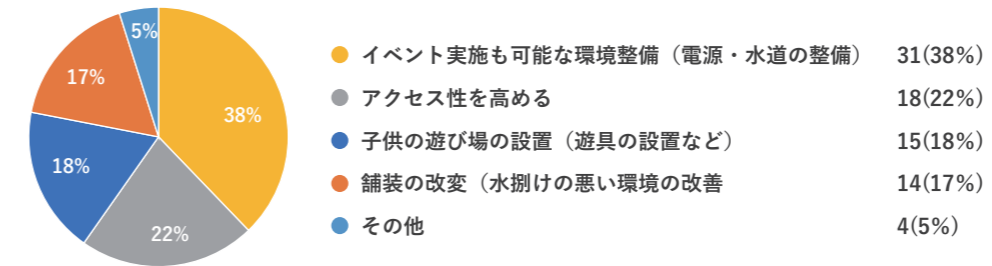 5%
17%
38%
18%
22%
イベント実施も可能な環境整備（電源・水道の整備） 31(38%)
アクセス性を高める 18(22%)
子供の遊び場の設置（遊具の設置など） 15(18%)
舗装の改変（水捌けの悪い環境の改善 14(17%)
その他 4(5%)